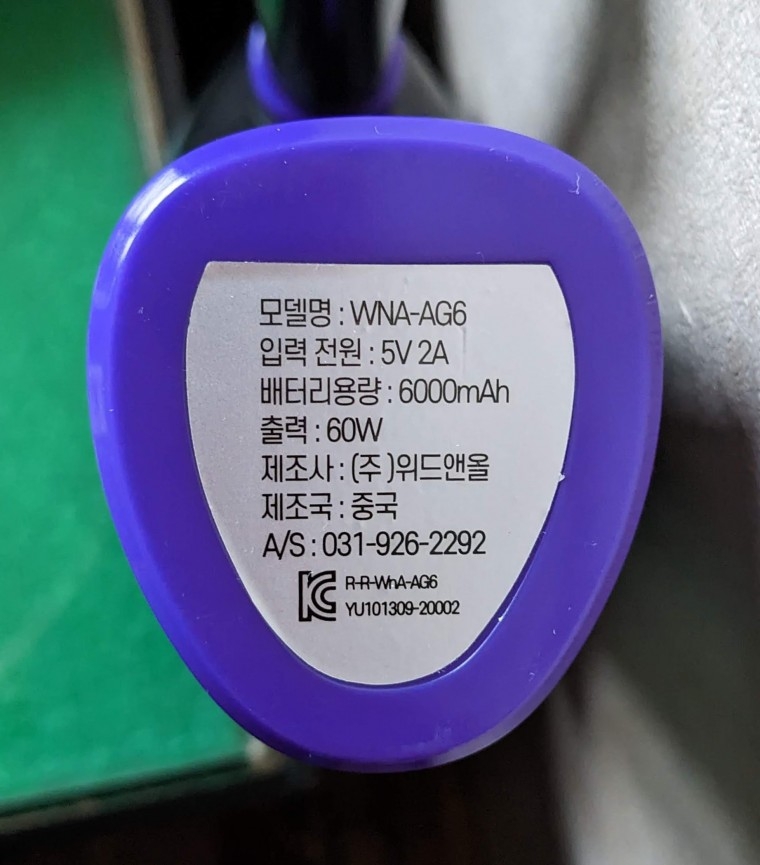 모델명 : WNA-AG6
입력 전원 : 5V 2A
배터리용량 : 6000mAh
출력 : 60W
제조사 : (주 )위드앤올
제조국 : 중국
A/S : 031-926-2292
R-R-WnA-AG6
YU101309-20002